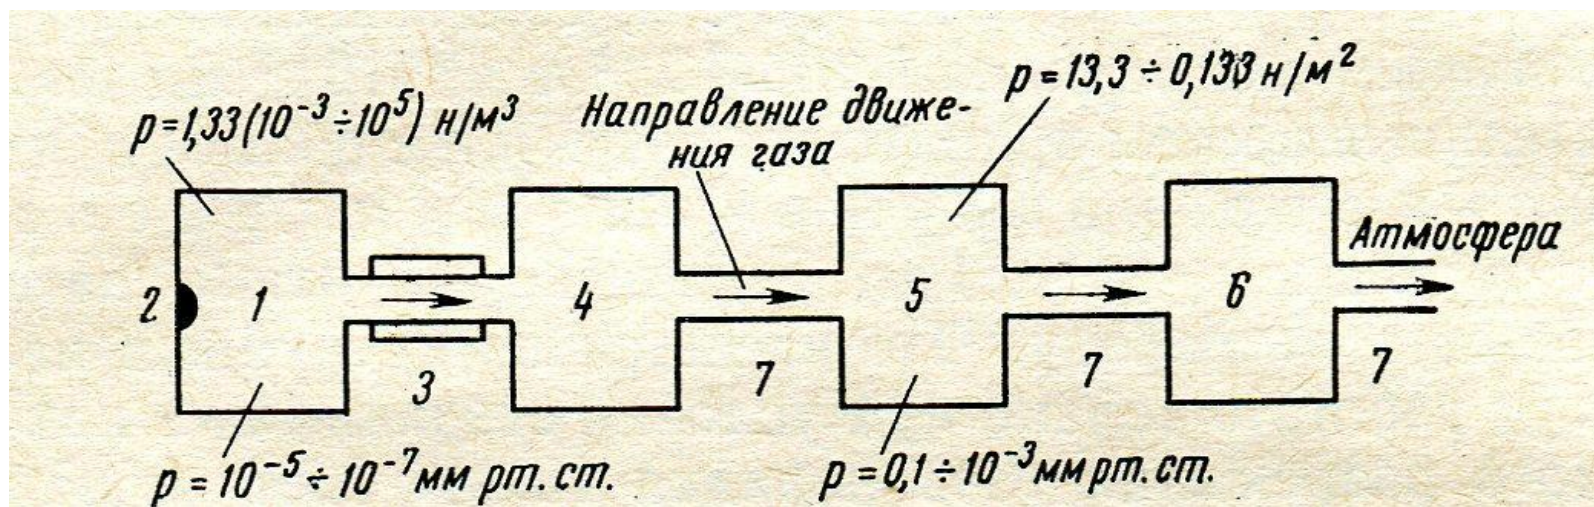 p=13,3÷0,133 н/м²
p=1,33(10⁻³÷10⁵) н/м³
Направление движе-
ния газа
Атмосфера
2
1
3
4
7
5
7
6
7
p = 10⁻⁵÷10⁻⁷ мм рт. ст.
p = 0,1÷10⁻³ мм рт. ст.